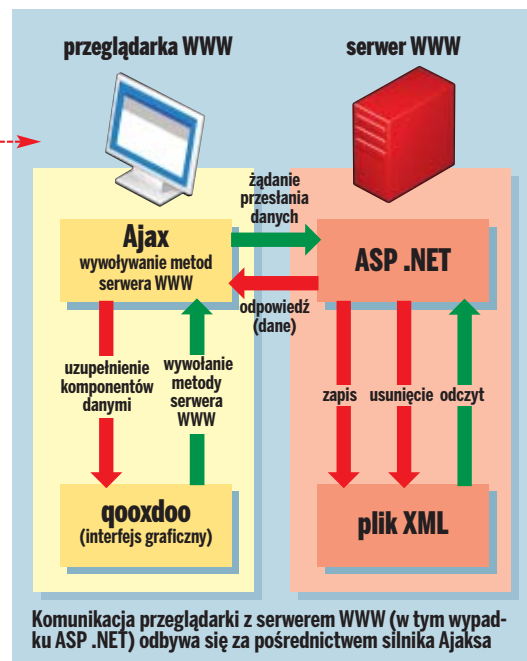 przeglądarka WWW
serwer WWW
żądanie
przesłania
danych
Ajax
wywoływanie metod
serwera WWW
ASP .NET
odpowiedź
(dane)
uzupełnienie
komponentów
danymi
wywołanie
metody
serwera
WWW
zapis
usunięcie
odczyt
qooxdoo
(interfejs graficzny)
plik XML
Komunikacja przeglądarki z serwerem WWW (w tym wypad-
ku ASP .NET) odbywa się za pośrednictwem silnika Ajaksa